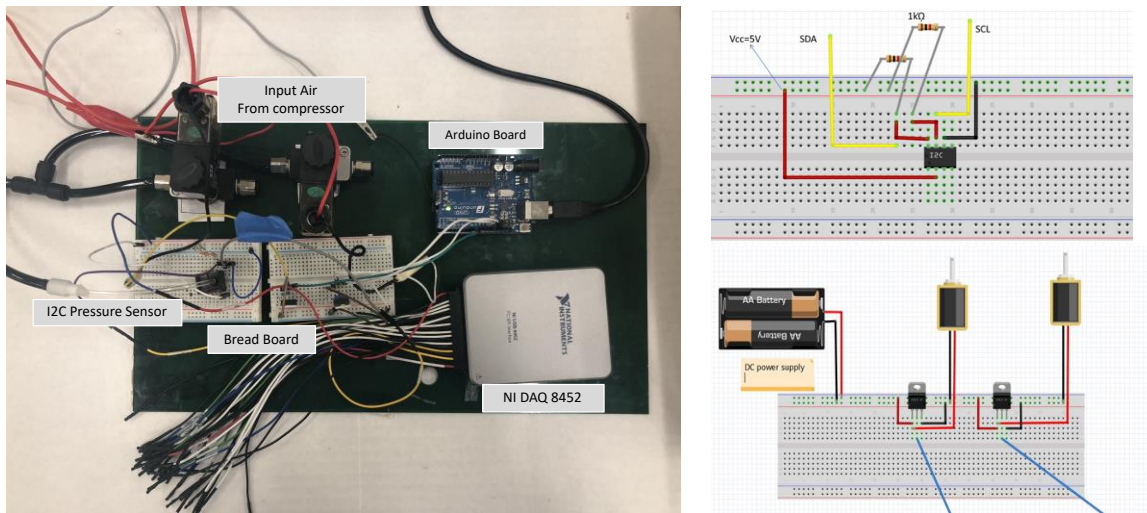 Input Air
From compressor
Arduino Board
I2C Pressure Sensor
Bread Board
NI DAQ 8452
NATIONAL
INSTRUMENTS
1kΩ
Vcc=5V
SDA
SCL
I2C
AA Battery
AA Battery
DC power supply